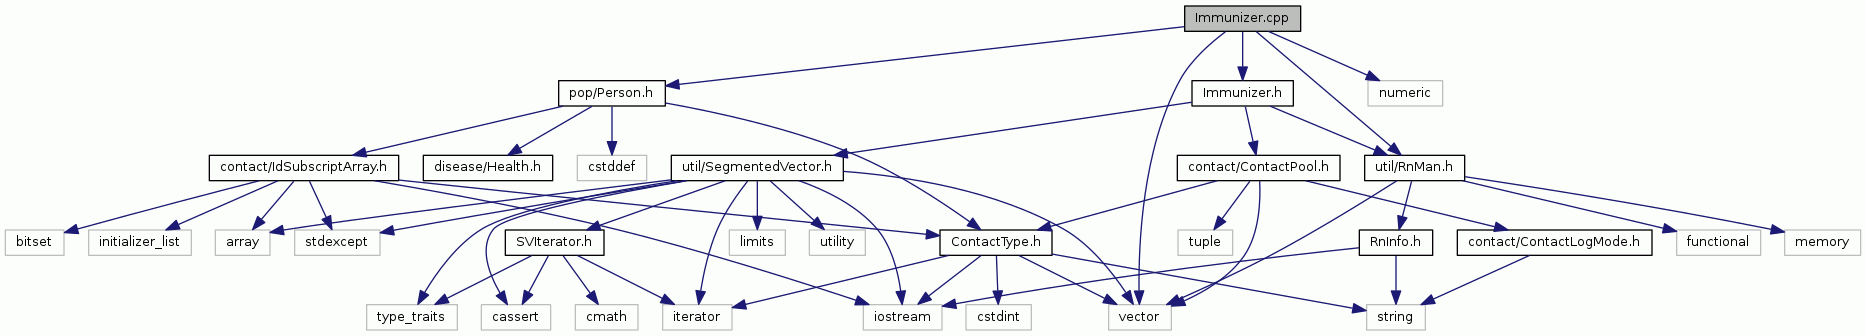 Immunizer.cpp
pop/Person.h
Immunizer.h
numeric
contact/IdSubscriptArray.h
disease/Health.h
cstddef
util/SegmentedVector.h
contact/ContactPool.h
util/RnMan.h
bitset
initializer_list
array
stdexcept
SVIterator.h
limits
utility
ContactType.h
tuple
RnInfo.h
contact/ContactLogMode.h
functional
memory
type_traits
cassert
cmath
iterator
iostream
cstdint
vector
string